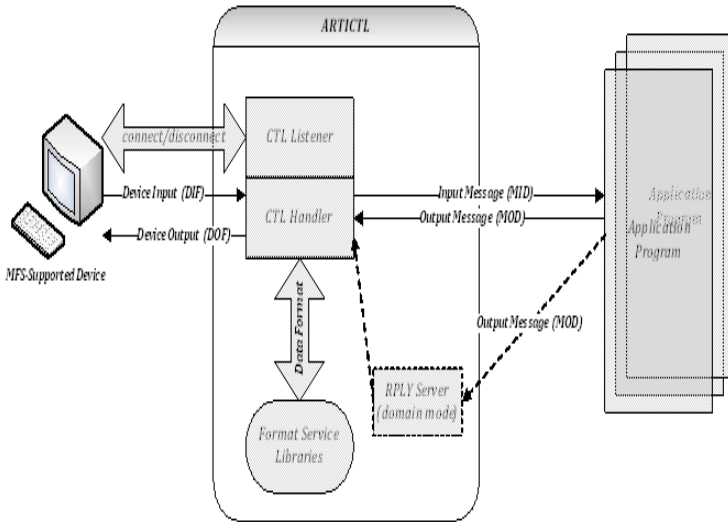 ARTICTL
connect/disconnect
CTL Listener
Device Input (DIF)
CTL Handler
Device Output (DOF)
MFS-Supported Device
Input Message (MID)
Output Message (MOD)
Application
Program
Application
Program
Data Format
Output Message (MOD)
RPLY Server
(domain mode)
Format Service
Libraries